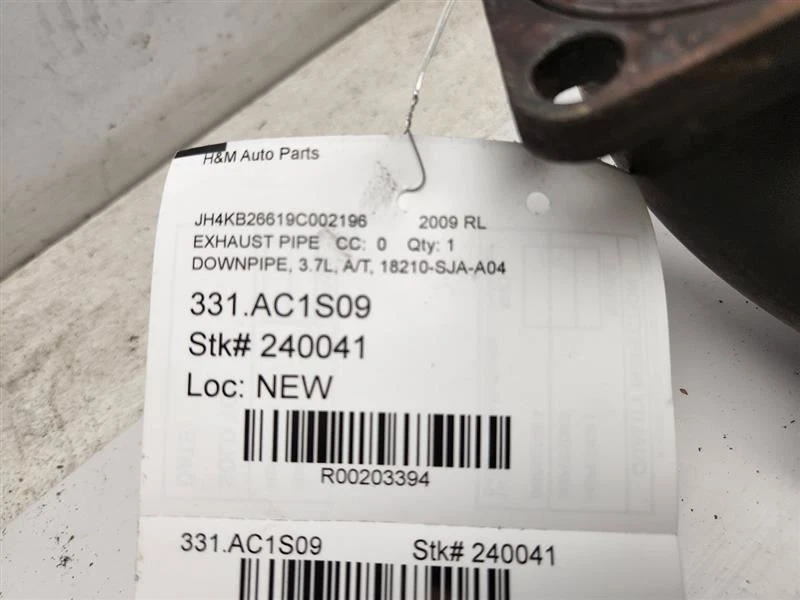 H&M Auto Parts
JH4KB26619C002196 2009 RL
EXHAUST PIPE CC: 0 Qty: 1
DOWNPIPE, 3.7L, A/T, 18210-SJA-A04
331.AC1S09
Stk# 240041
Loc: NEW
R00203394
331.AC1S09 Stk# 240041